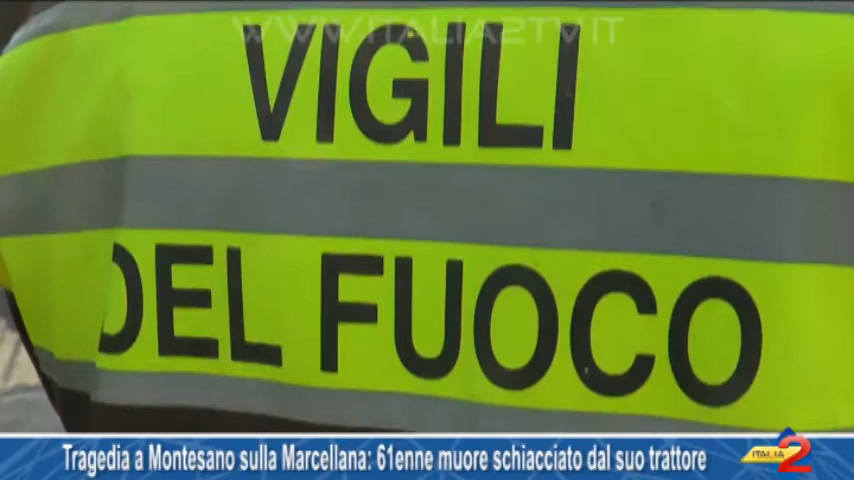 WWW.ITALIA2TV.IT
VIGILI
DEL FUOCO
Tragedia a Montesano sulla Marcellana: 61enne muore schiacciato dal suo trattore
ITALIA 2